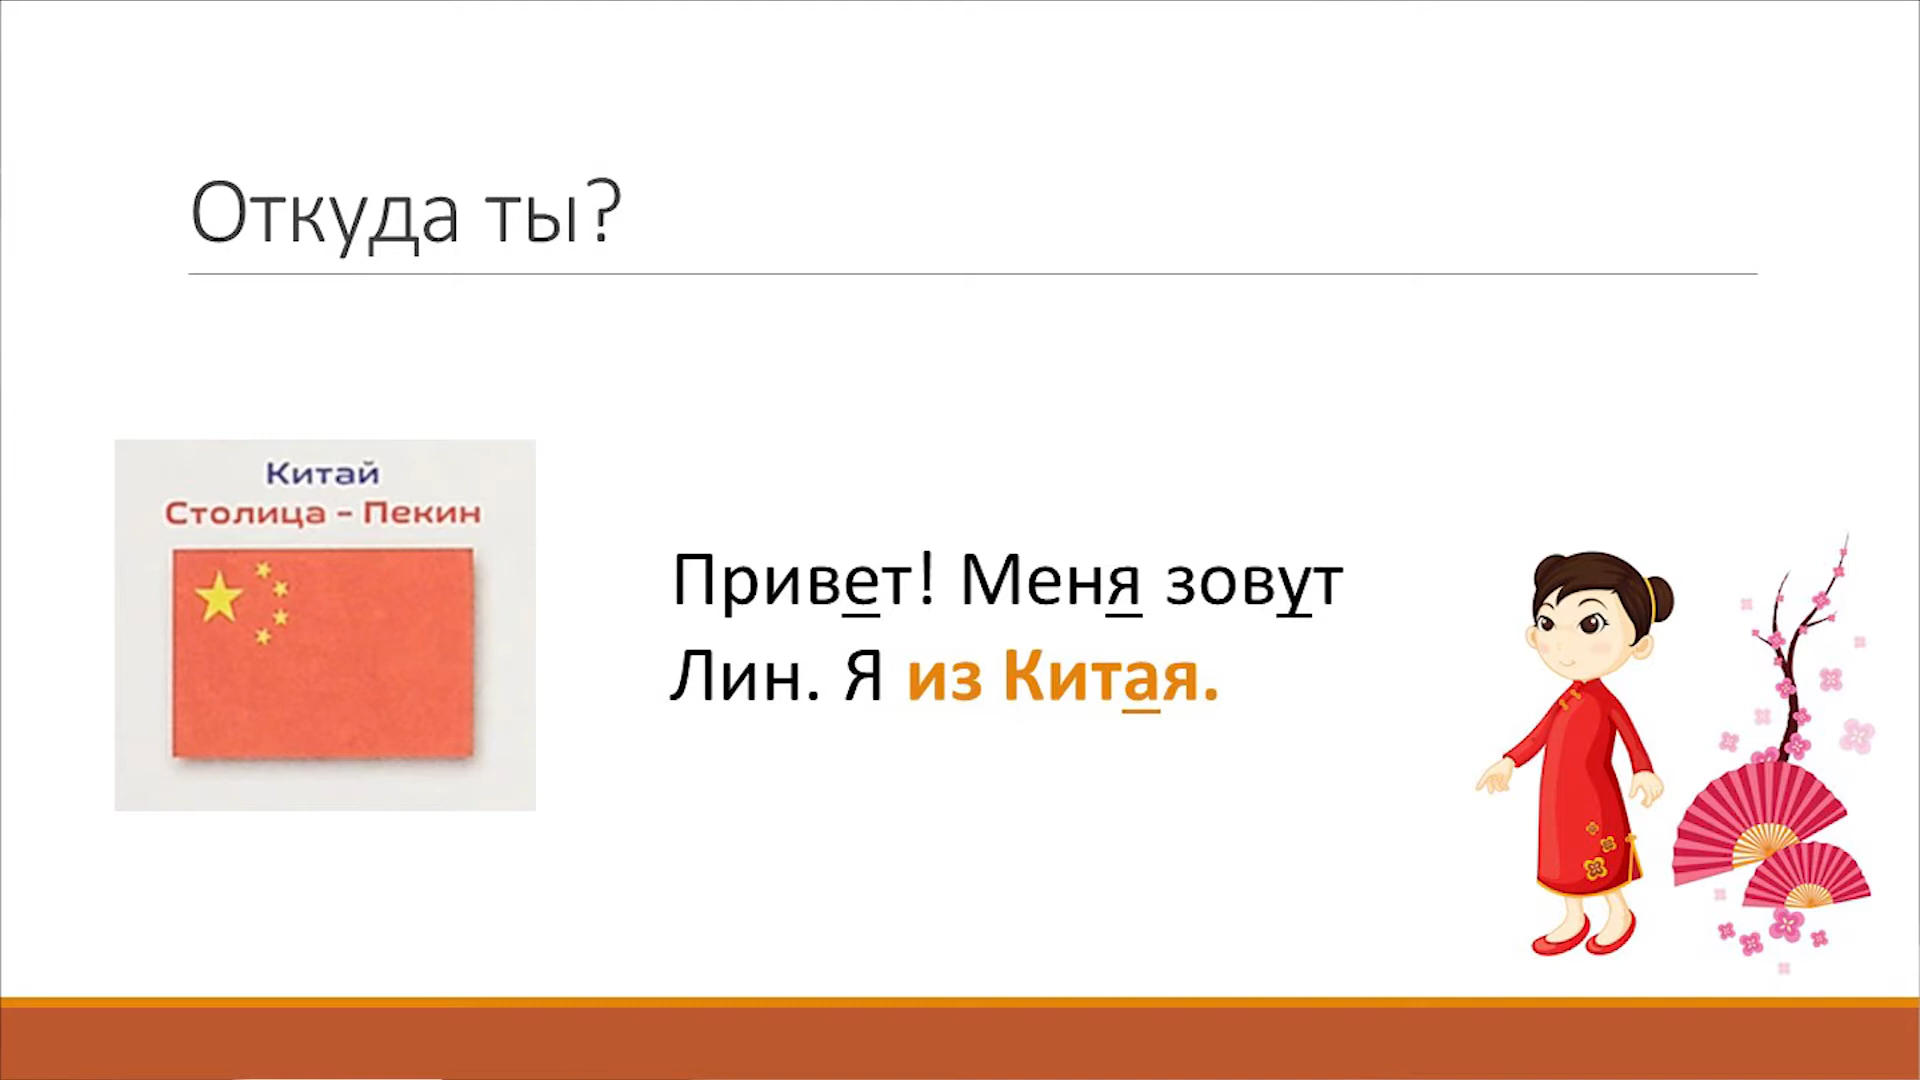 Откуда ты?
Китай
Столица - Пекин
Привет! Меня зовут
Лин. Я из Китая.